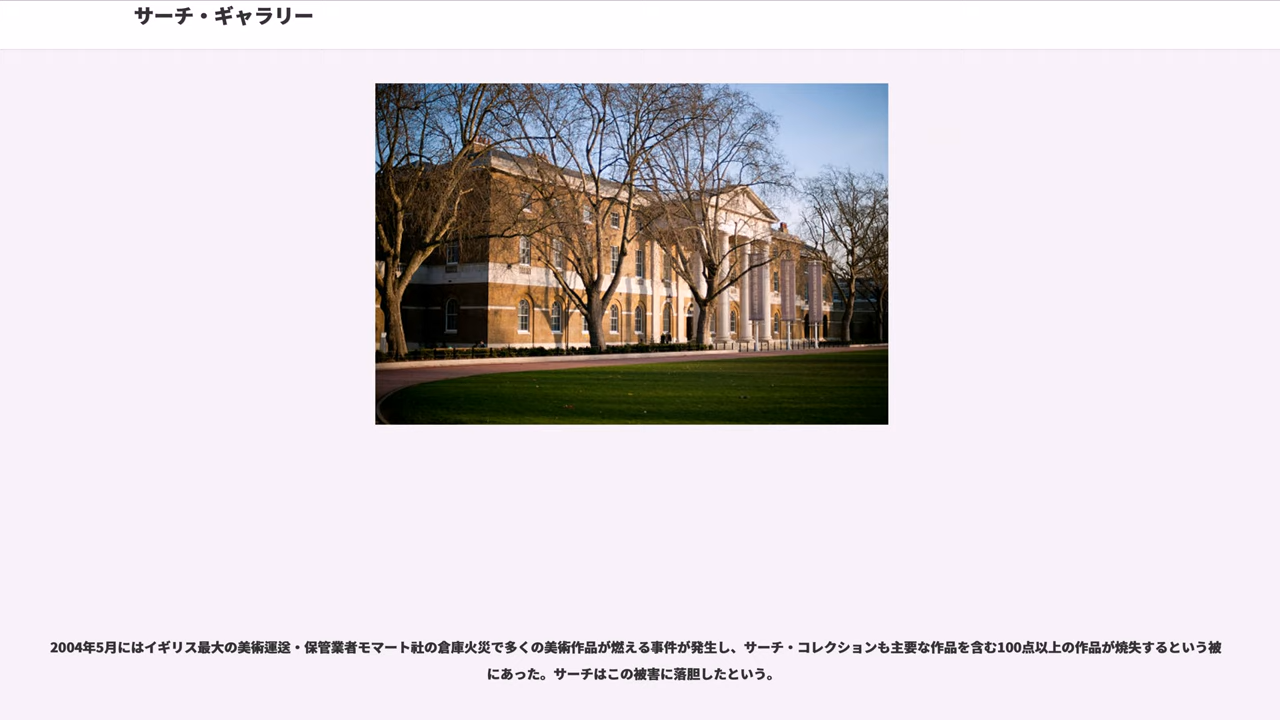 サーチ・ギャラリー
2004年5月にはイギリス最大の美術運送・保管業者モマート社の倉庫火災で多くの美術作品が燃える事件が発生し、サーチ・コレクションも主要な作品を含む100点以上の作品が焼失するという被
にあった。サーチはこの被害に落胆したという。